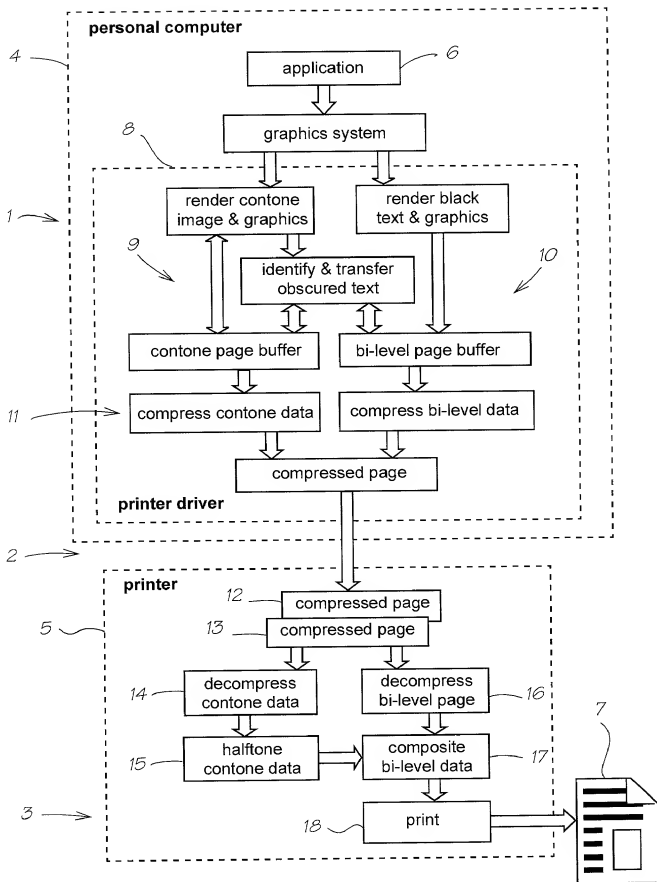 personal computer
4
application
6
graphics system
8
render contone
image & graphics
render black
text & graphics
1
9
identify & transfer
obscured text
10
contone page buffer
bi-level page buffer
11
compress contone data
compress bi-level data
compressed page
printer driver
2
printer
12
compressed page
5
13
compressed page
14
decompress
contone data
decompress
bi-level page
16
15
halftone
contone data
composite
bi-level data
17
7
3
18
print